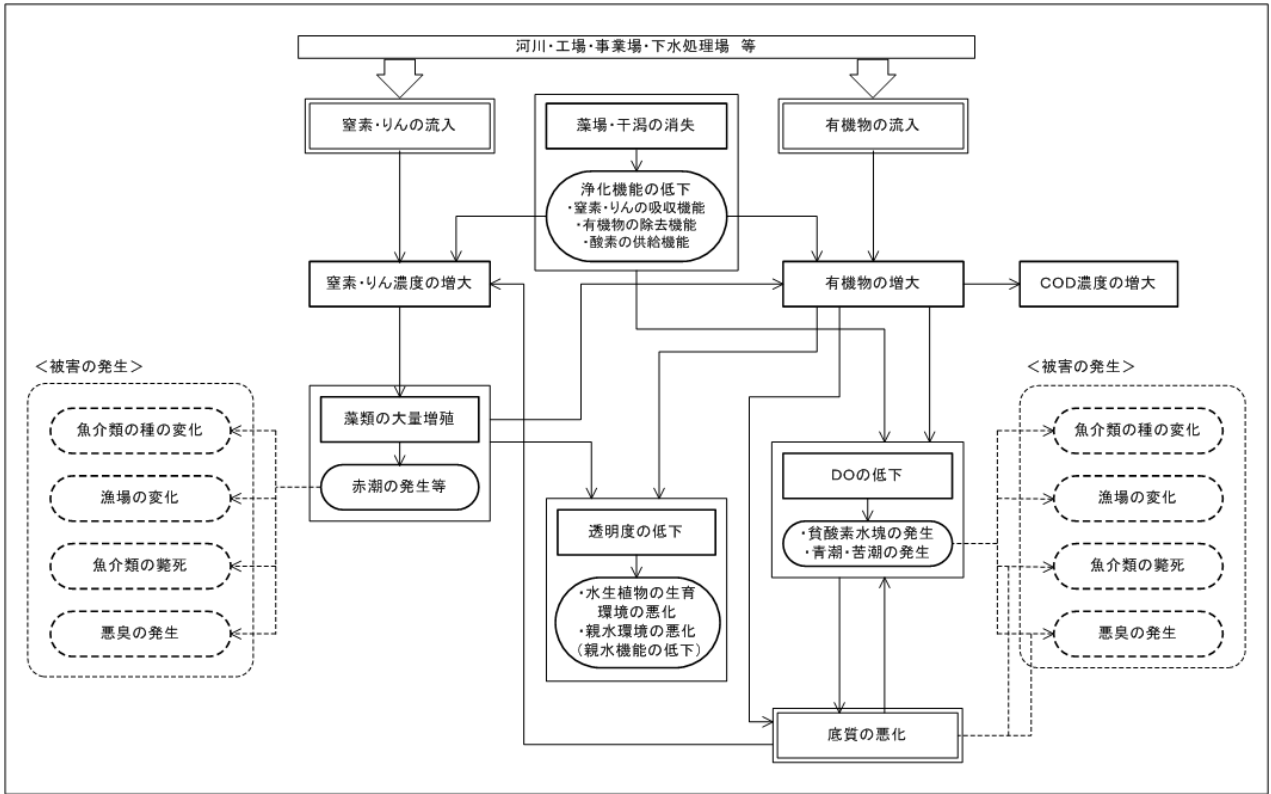 河川・工場・事業場・下水処理場 等
窒素・りんの流入
藻場・干潟の消失
有機物の流入
浄化機能の低下
・窒素・りんの吸収機能
・有機物の除去機能
・酸素の供給機能
窒素・りん濃度の増大
有機物の増大
COD濃度の増大
＜被害の発生＞
魚介類の種の変化
漁場の変化
魚介類の斃死
悪臭の発生
藻類の大量増殖
赤潮の発生等
透明度の低下
・水生植物の生育
環境の悪化
・親水環境の悪化
（親水機能の低下）
DOの低下
・貧酸素水塊の発生
・青潮・苦潮の発生
＜被害の発生＞
魚介類の種の変化
漁場の変化
魚介類の斃死
悪臭の発生
底質の悪化